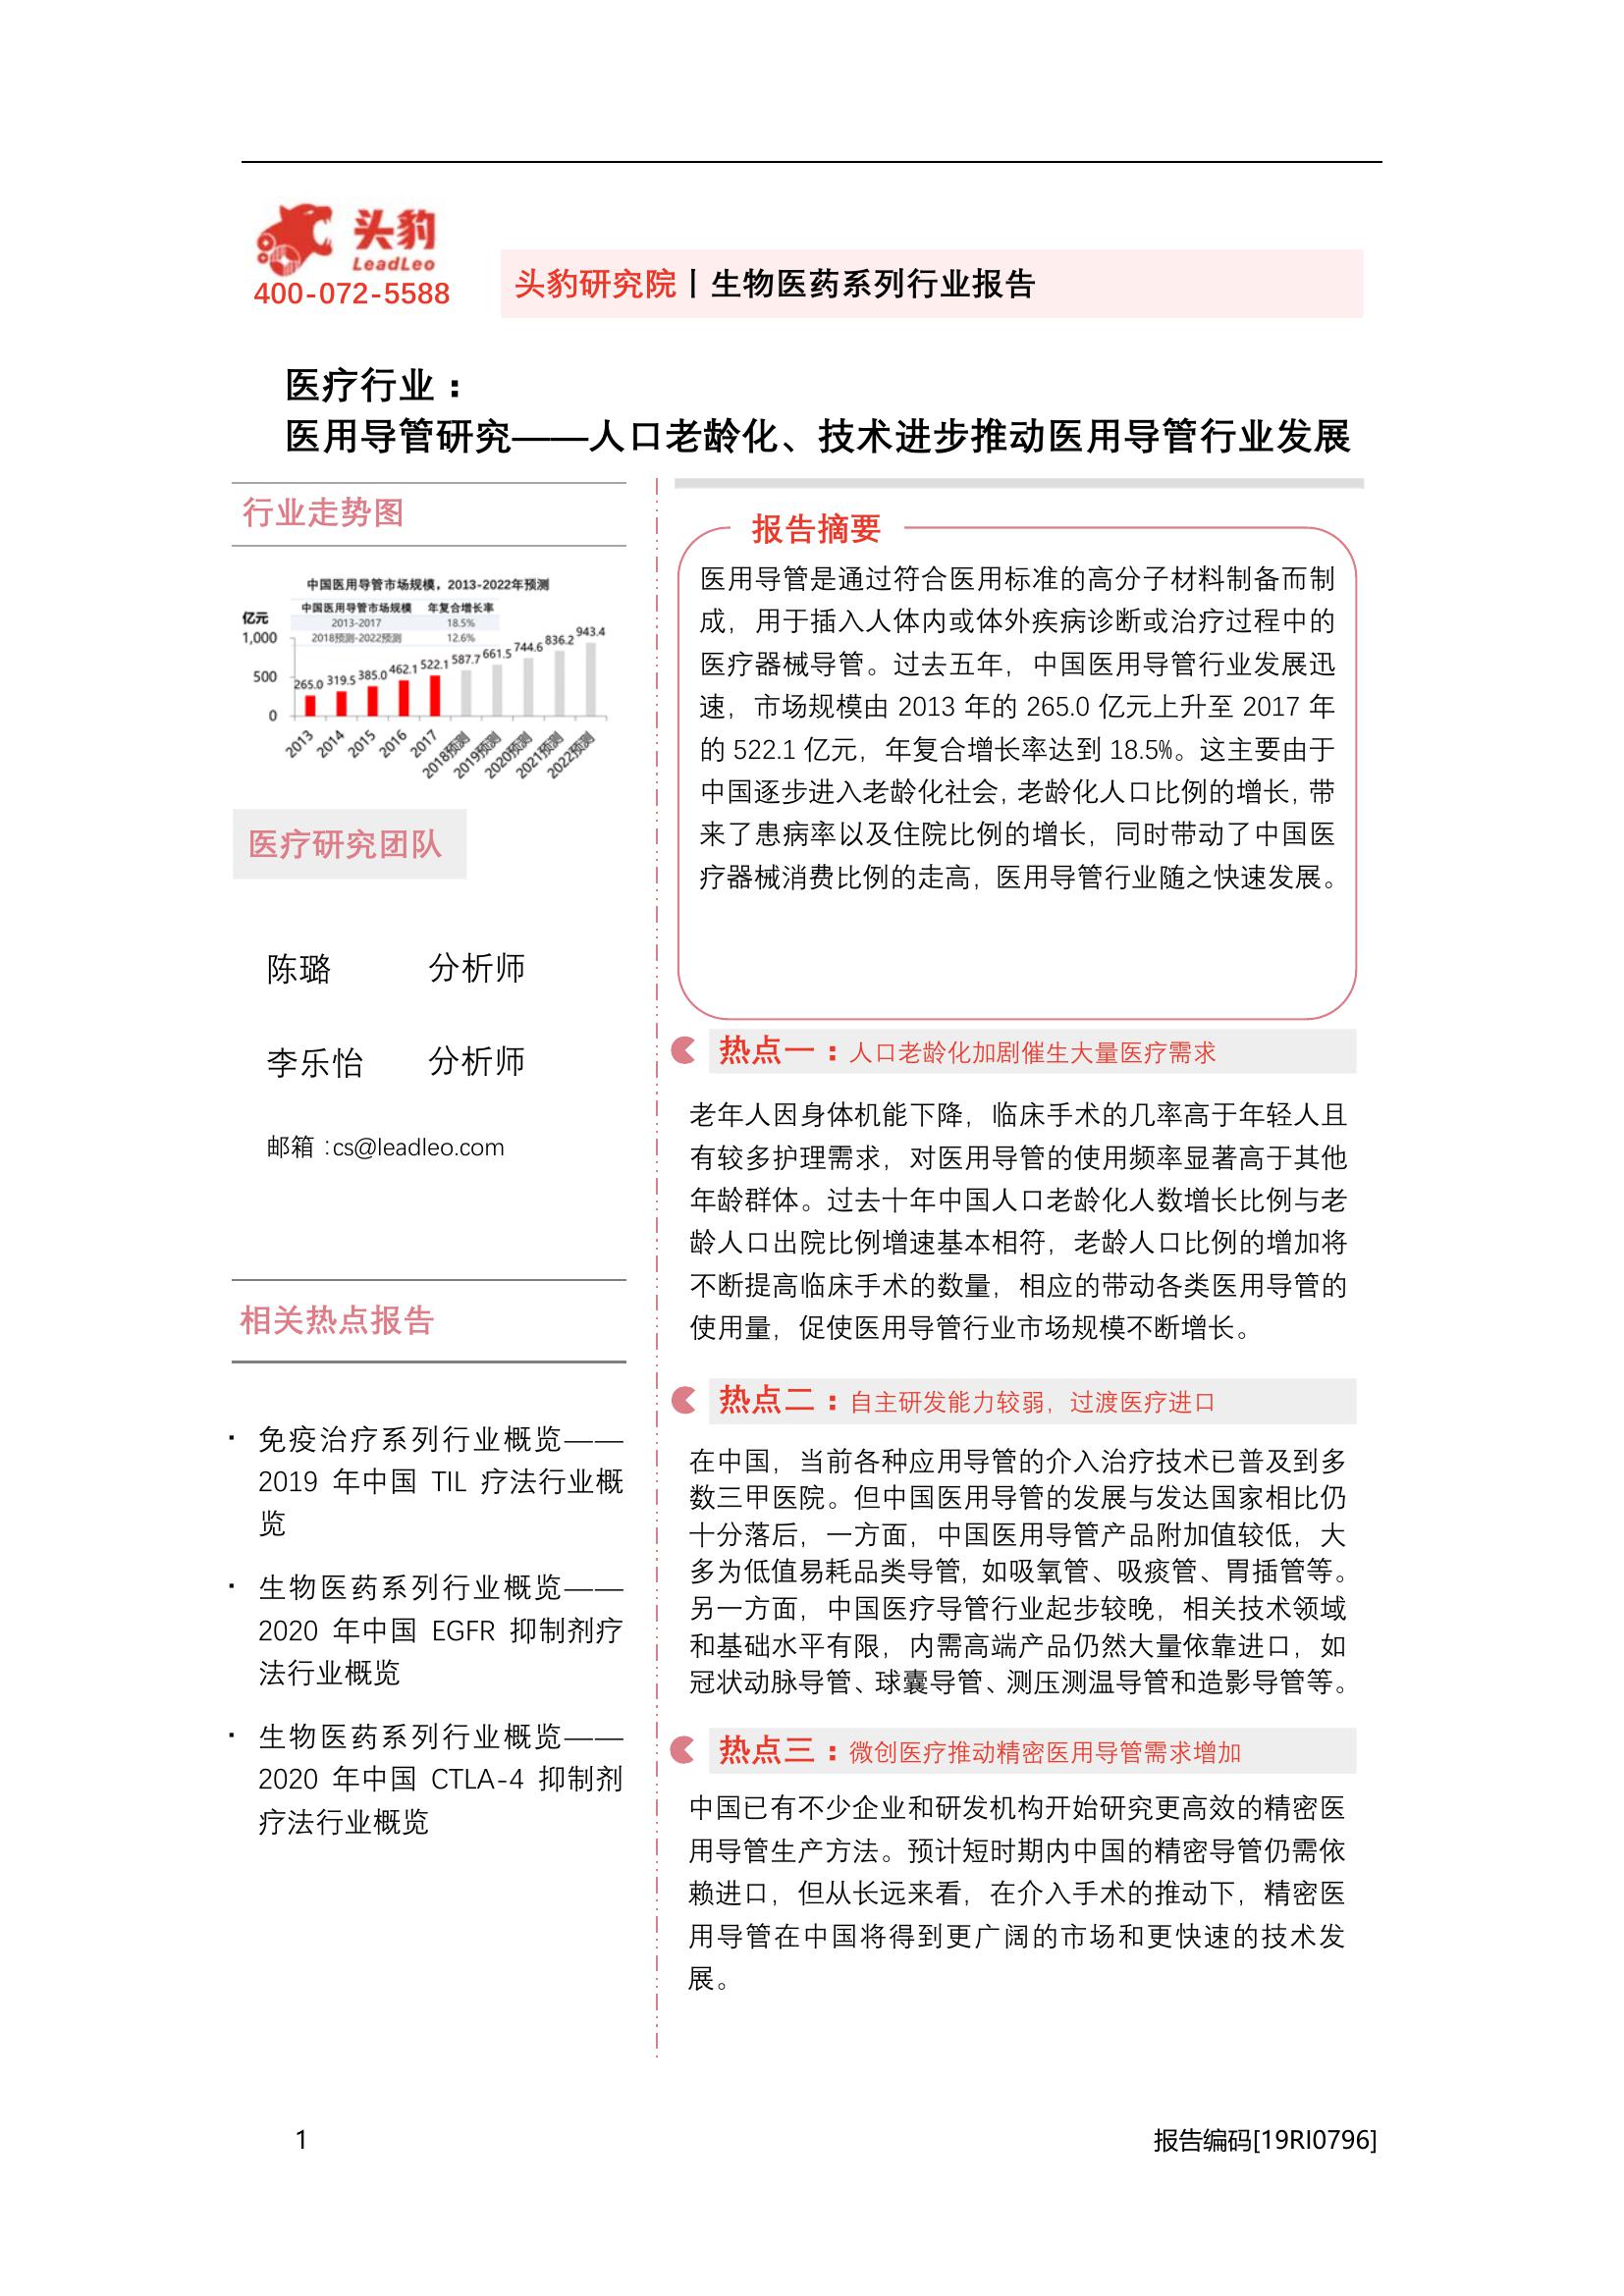 头豹
LeadLeo
400-072-5588
头豹研究院丨生物医药系列行业报告
医疗行业：
医用导管研究——人口老龄化、技术进步推动医用导管行业发展
行业走势图
中国医用导管市场规模，2013-2022年预测
中国医用导管市场规模 年复合增长率
2013-2017 18.5%
2018预测-2022预测 12.6%
亿元
1,000
500
0
265.0 319.5 385.0 462.1 522.1 587.7 661.5 744.6 836.2 943.4
2013 2014 2015 2016 2017 2018预测 2019预测 2020预测 2021预测 2022预测
医疗研究团队
陈璐 分析师
李乐怡 分析师
邮箱：cs@leadleo.com
相关热点报告
· 免疫治疗系列行业概览——
2019 年中国 TIL 疗法行业概
览
· 生物医药系列行业概览——
2020 年中国 EGFR 抑制剂疗
法行业概览
· 生物医药系列行业概览——
2020 年中国 CTLA-4 抑制剂
疗法行业概览
报告摘要
医用导管是通过符合医用标准的高分子材料制备而制
成，用于插入人体内或体外疾病诊断或治疗过程中的
医疗器械导管。过去五年，中国医用导管行业发展迅
速，市场规模由 2013 年的 265.0 亿元上升至 2017 年
的 522.1 亿元，年复合增长率达到 18.5%。这主要由于
中国逐步进入老龄化社会，老龄化人口比例的增长，带
来了患病率以及住院比例的增长，同时带动了中国医
疗器械消费比例的走高，医用导管行业随之快速发展。
热点一：人口老龄化加剧催生大量医疗需求
老年人因身体机能下降，临床手术的几率高于年轻人且
有较多护理需求，对医用导管的使用频率显著高于其他
年龄群体。过去十年中国人口老龄化人数增长比例与老
龄人口出院比例增速基本相符，老龄人口比例的增加将
不断提高临床手术的数量，相应的带动各类医用导管的
使用量，促使医用导管行业市场规模不断增长。
热点二：自主研发能力较弱，过渡医疗进口
在中国，当前各种应用导管的介入治疗技术已普及到多
数三甲医院。但中国医用导管的发展与发达国家相比仍
十分落后，一方面，中国医用导管产品附加值较低，大
多为低值易耗品类导管，如吸氧管、吸痰管、胃插管等。
另一方面，中国医疗导管行业起步较晚，相关技术领域
和基础水平有限，内需高端产品仍然大量依靠进口，如
冠状动脉导管、球囊导管、测压测温导管和造影导管等。
热点三：微创医疗推动精密医用导管需求增加
中国已有不少企业和研发机构开始研究更高效的精密医
用导管生产方法。预计短时期内中国的精密导管仍需依
赖进口，但从长远来看，在介入手术的推动下，精密医
用导管在中国将得到更广阔的市场和更快速的技术发
展。
1
报告编码[19RI0796]